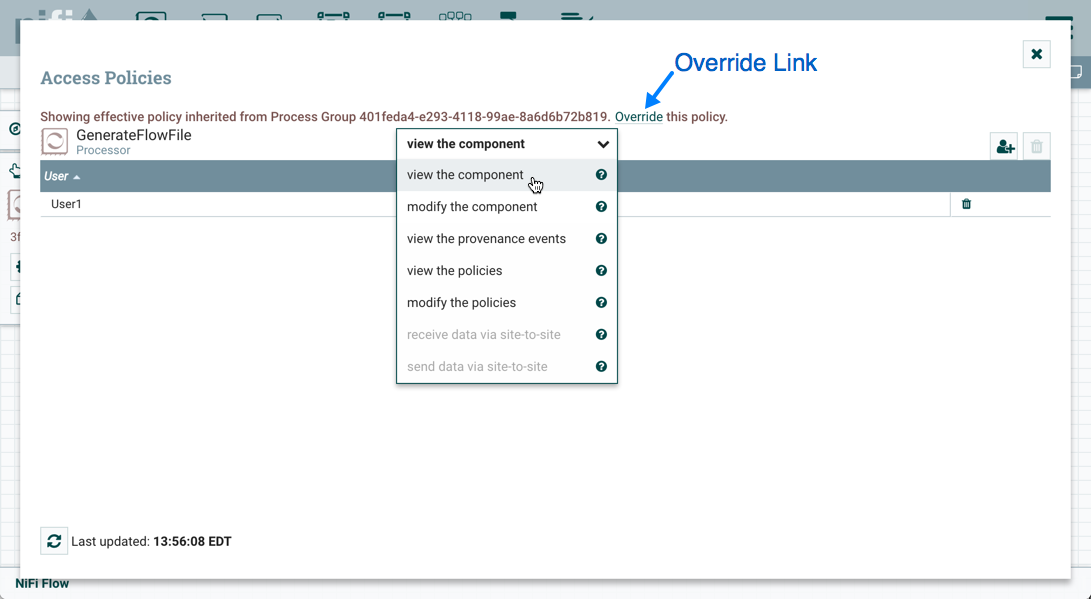 nifi
Override Link
Access Policies
Showing effective policy inherited from Process Group 401feda4-e293-4118-99ae-8a6d6b72b819. Override this policy.
GenerateFlowFile
Processor
view the component
User
view the component
User1
modify the component
view the provenance events
view the policies
modify the policies
receive data via site-to-site
send data via site-to-site
Last updated: 13:56:08 EDT
NiFi Flow